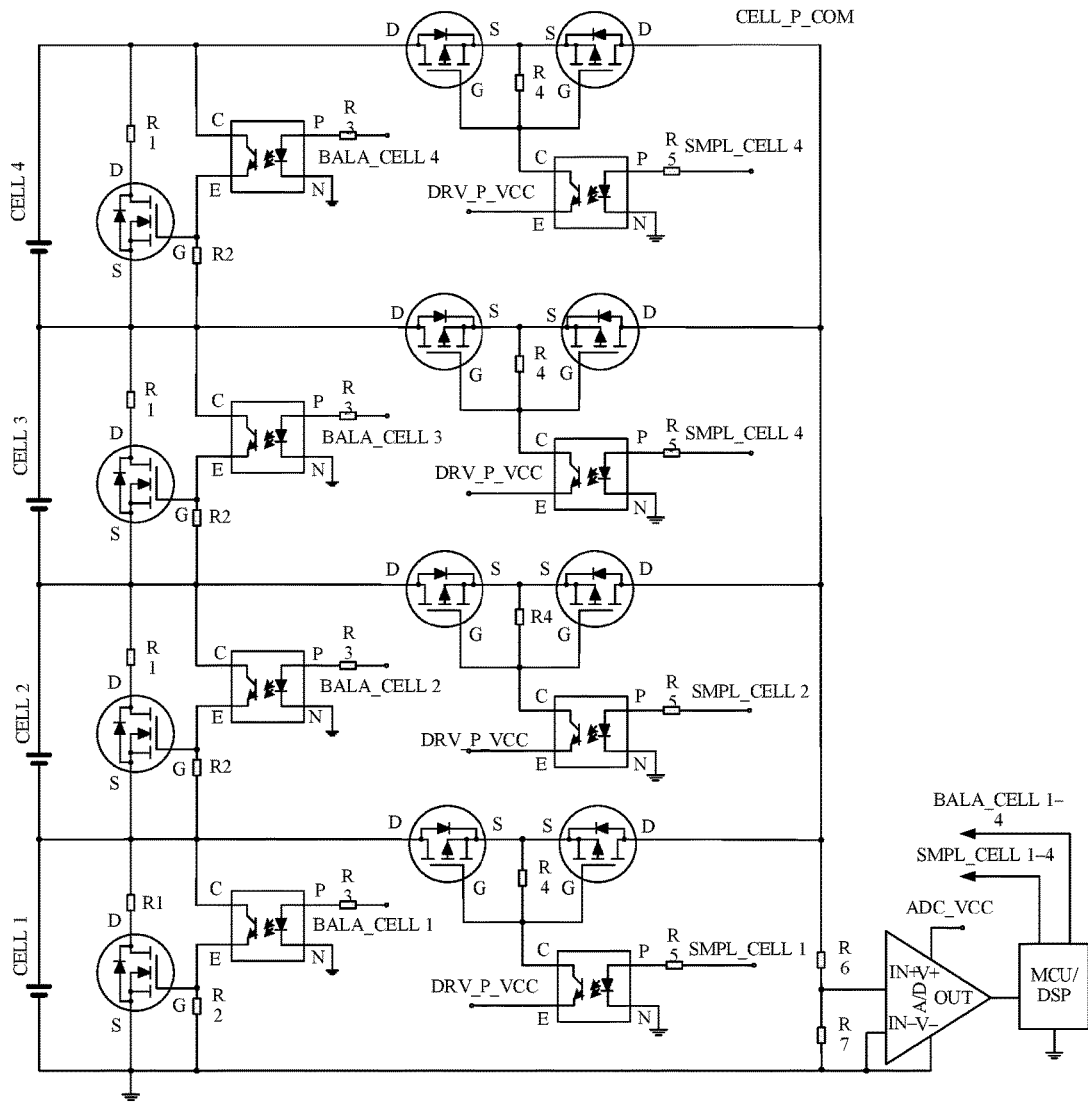 CELL_P_COM
D
S
S
D
R
4
G
G
R
1
C
P
R
3
BALA_CELL 4
E
N
D
G
S
R2
CELL 4
C
P
R
5
SMPL_CELL 4
DRV_P_VCC
E
N
D
S
S
D
R
4
G
G
R
1
C
P
R
3
BALA_CELL 3
E
N
D
G
S
R2
CELL 3
C
P
R
5
SMPL_CELL 4
DRV_P_VCC
E
N
D
S
S
D
R4
G
G
R
1
C
P
R
3
BALA_CELL 2
E
N
D
G
S
R2
CELL 2
C
P
R
5
SMPL_CELL 2
DRV_P_VCC
E
N
D
S
S
D
R
4
G
G
R1
C
P
R
3
BALA_CELL 1
E
N
D
G
S
R
2
CELL 1
C
P
R
5
SMPL_CELL 1
DRV_P_VCC
E
N
BALA_CELL 1–
4
SMPL_CELL 1–4
ADC_VCC
R
6
R
7
IN+
V+
A/D
OUT
IN–
V–
MCU/
DSP